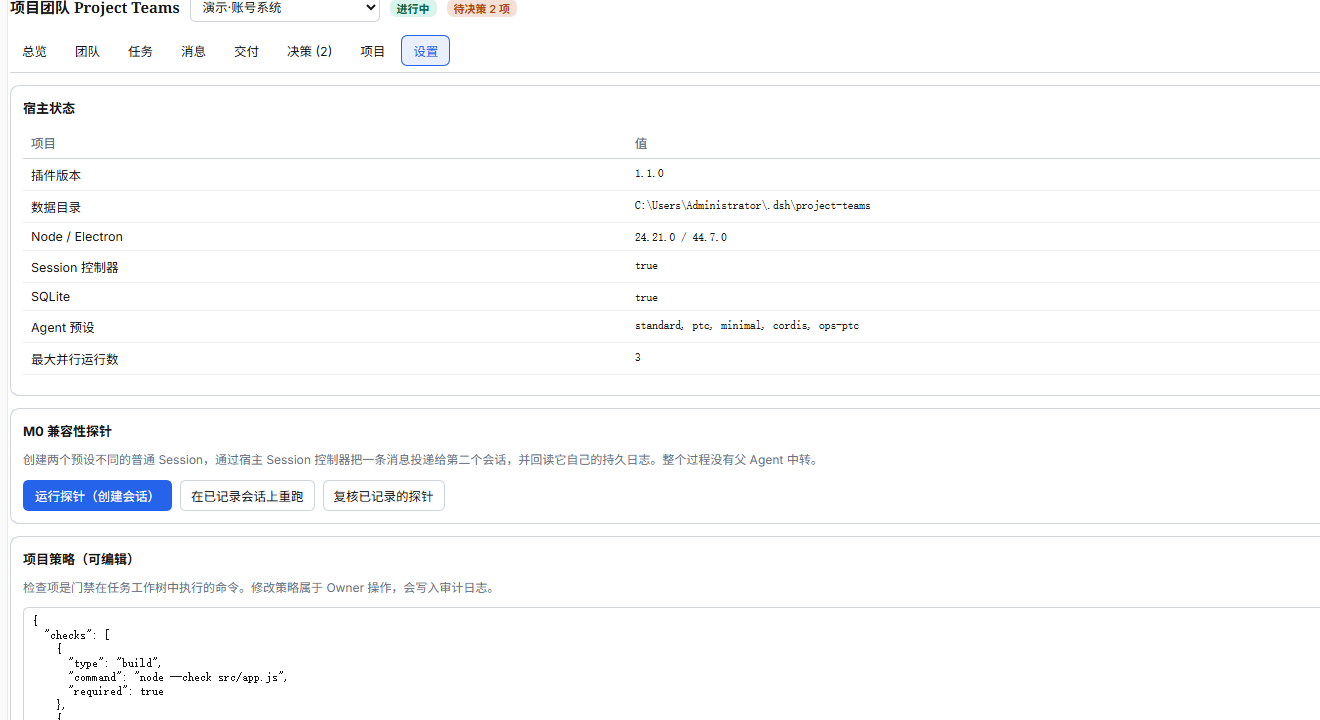 项目团队 Project Teams 演示·账号系统 进行中 待决策 2 项
总览 团队 任务 消息 交付 决策 (2) 项目 设置
宿主状态
项目 值
插件版本 1.1.0
数据目录 C:\Users\Administrator\.dsh\project-teams
Node / Electron 24.21.0 / 44.7.0
Session 控制器 true
SQLite true
Agent 预设 standard, ptc, minimal, cordis, ops-ptc
最大并行运行数 3
M0 兼容性探针
创建两个预设不同的普通 Session，通过宿主 Session 控制器把一条消息投递给第二个会话，并回读它自己的持久日志。整个过程没有父 Agent 中转。
运行探针（创建会话） 在已记录会话上重跑 复核已记录的探针
项目策略（可编辑）
检查项是门禁在任务工作树中执行的命令。修改策略属于 Owner 操作，会写入审计日志。
{
"checks": [
{
"type": "build",
"command": "node --check src/app.js",
"required": true
},
{